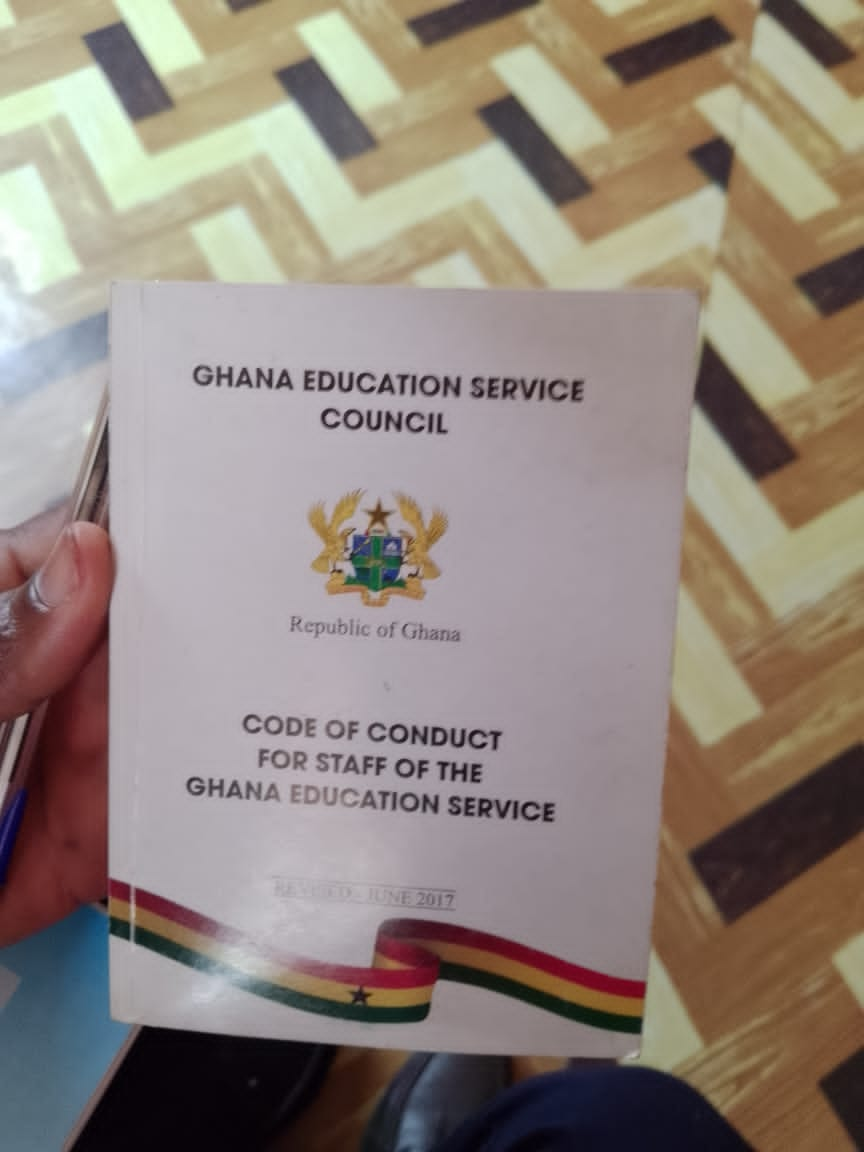 GHANA EDUCATION SERVICE
COUNCIL
Republic of Ghana
CODE OF CONDUCT
FOR STAFF OF THE
GHANA EDUCATION SERVICE
REVISED - JUNE 2017